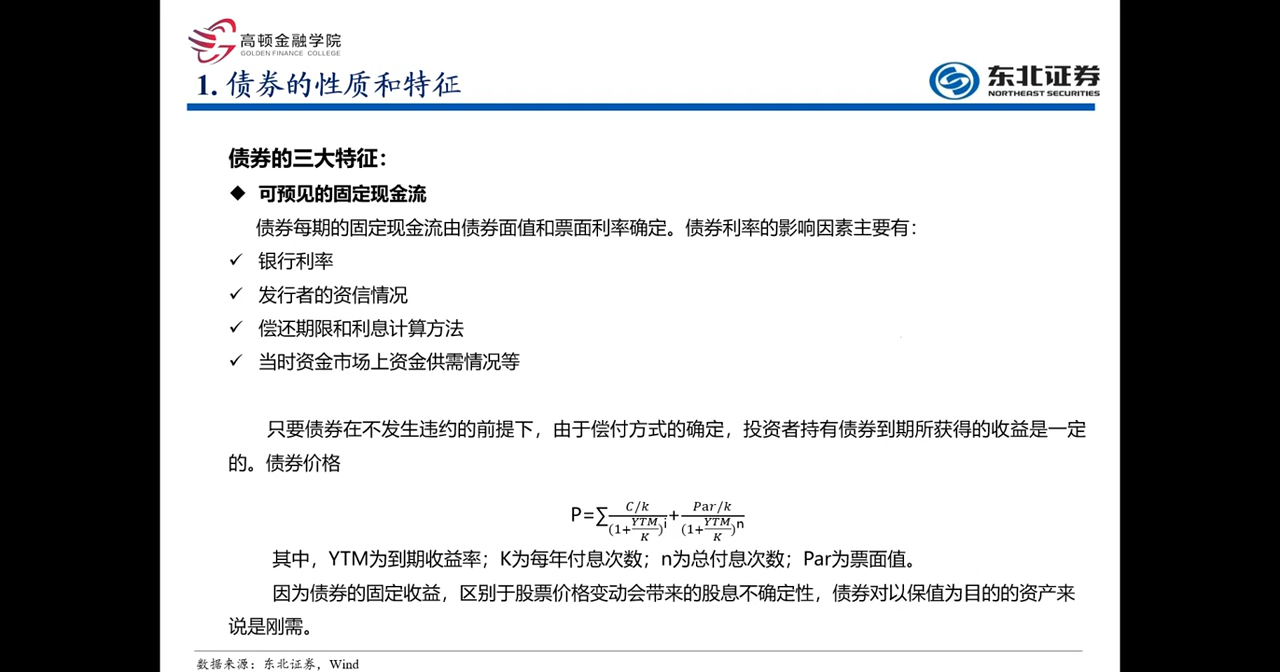 高顿金融学院
GOLDEN FINANCE COLLEGE
1. 债券的性质和特征
东北证券
NORTHEAST SECURITIES
债券的三大特征：
◆ 可预见的固定现金流
债券每期的固定现金流由债券面值和票面利率确定。债券利率的影响因素主要有：
✓ 银行利率
✓ 发行者的资信情况
✓ 偿还期限和利息计算方法
✓ 当时资金市场上资金供需情况等
只要债券在不发生违约的前提下，由于偿付方式的确定，投资者持有债券到期所获得的收益是一定
的。债券价格
P=∑\frac{C/k}{(1+\frac{YTM}{K})^i}+\frac{Par/k}{(1+\frac{YTM}{K})^n}
其中，YTM为到期收益率；K为每年付息次数；n为总付息次数；Par为票面值。
因为债券的固定收益，区别于股票价格变动会带来的股息不确定性，债券对以保值为目的的资产来
说是刚需。
数据来源：东北证券，Wind